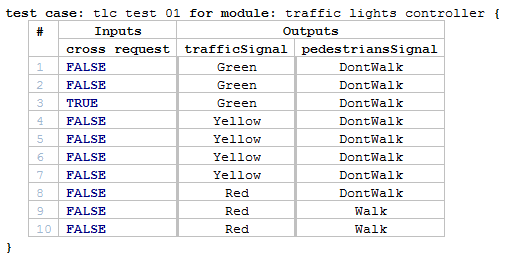 test case: tlc test 01 for module: traffic lights controller {
# Inputs Outputs
cross request trafficSignal pedestriansSignal
1 FALSE Green DontWalk
2 FALSE Green DontWalk
3 TRUE Green DontWalk
4 FALSE Yellow DontWalk
5 FALSE Yellow DontWalk
6 FALSE Yellow DontWalk
7 FALSE Yellow DontWalk
8 FALSE Red DontWalk
9 FALSE Red Walk
10 FALSE Red Walk
}